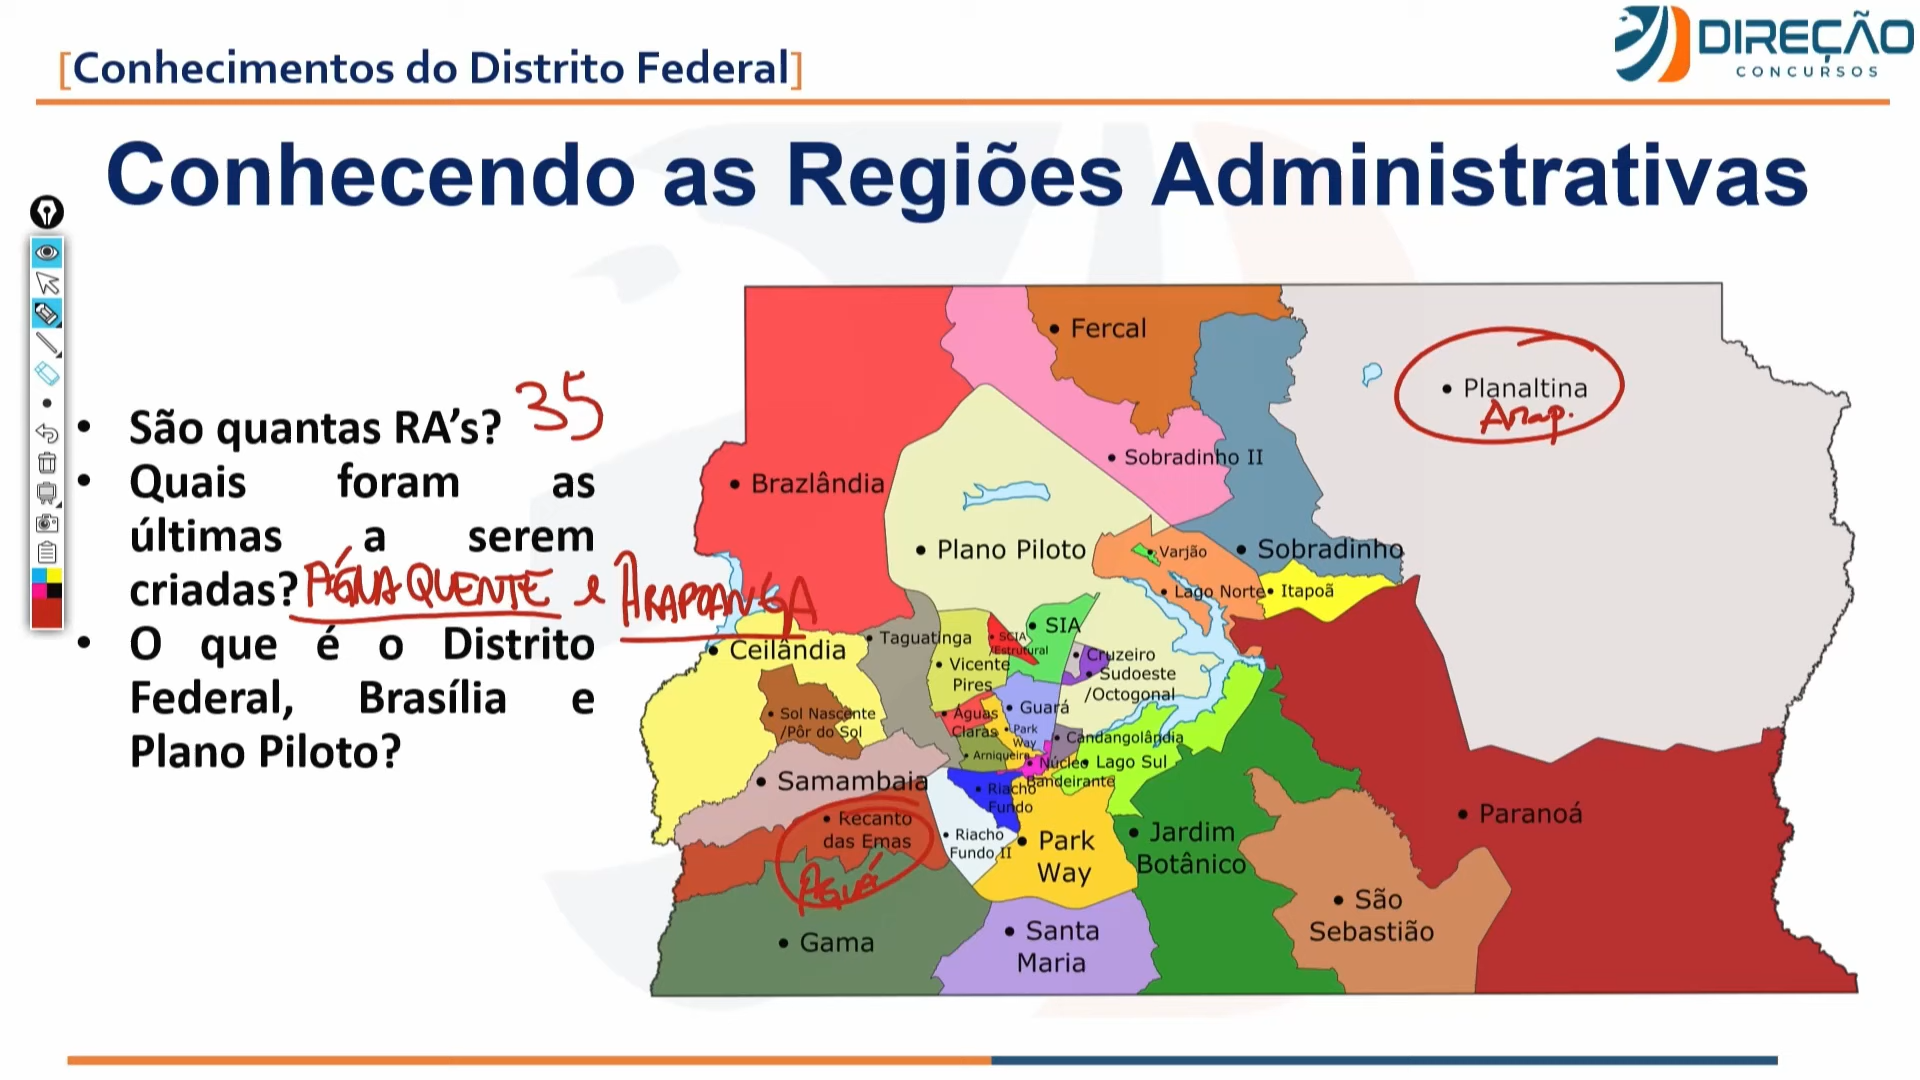 [Conhecimentos do Distrito Federal]
DIREÇÃO
CONCURSOS
Conhecendo as Regiões Administrativas
• São quantas RA's? 35
• Quais foram as
últimas a serem
criadas? ÁGUA QUENTE e ARAPOANGA
• O que é o Distrito
Federal, Brasília e
Plano Piloto?
Fercal
Planaltina
Arap.
Sobradinho II
Brazlândia
Plano Piloto
Varjão
Sobradinho
Lago Norte
Itapoã
SIA
Taguatinga
SCIA
/Estrutural
Ceilândia
Vicente
Pires
Cruzeiro
Sudoeste
/Octogonal
Sol Nascente
/Pôr do Sol
Águas
Claras
Guará
Park
Way
Candangolândia
Arniqueira
Núcleo
Bandeirante
Lago Sul
Samambaia
Riacho
Fundo
Recanto
das Emas
Riacho
Fundo II
Park
Way
Jardim
Botânico
Paranoá
Gama
Santa
Maria
São
Sebastião